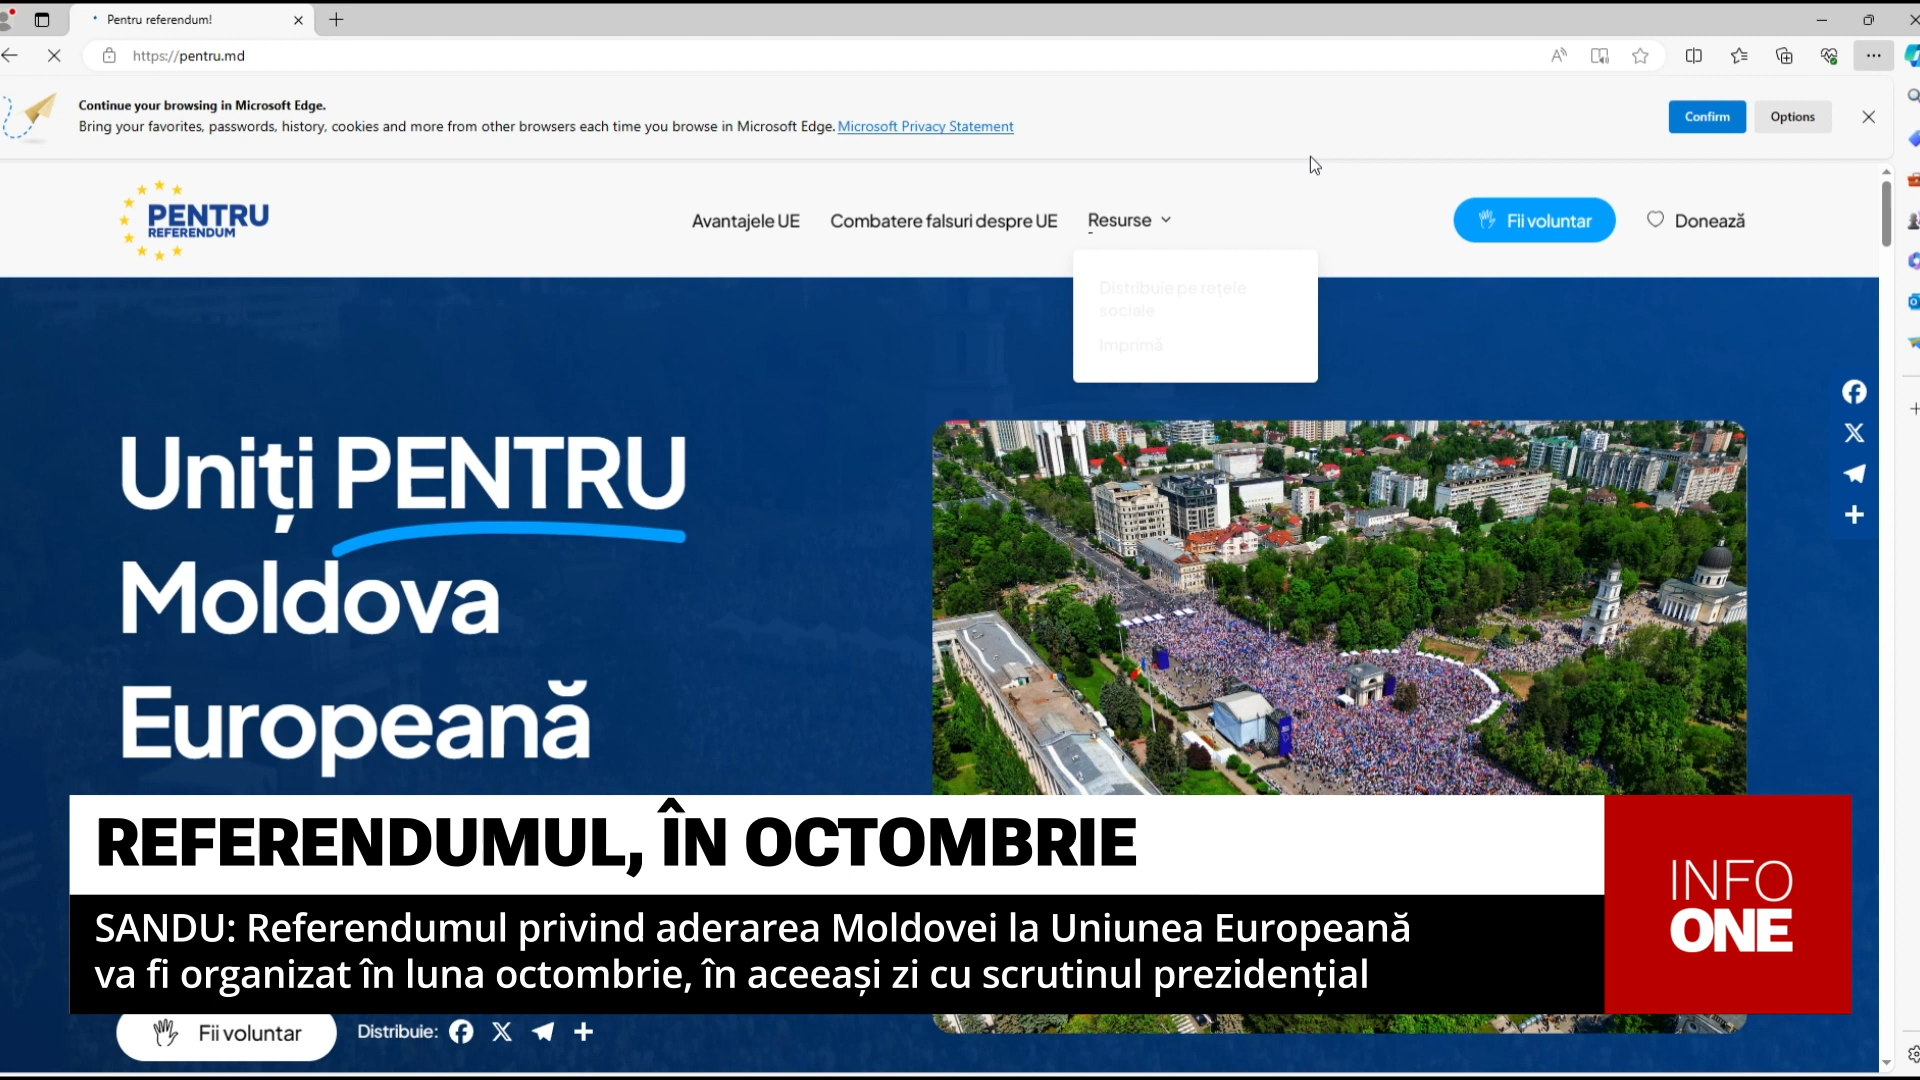 Pentru referendum!
https://pentru.md
Continue your browsing in Microsoft Edge.
Bring your favorites, passwords, history, cookies and more from other browsers each time you browse in Microsoft Edge. Microsoft Privacy Statement
Confirm
Options
PENTRU
REFERENDUM
Avantajele UE
Combatere falsuri despre UE
Resurse
Fii voluntar
Donează
Distribuie pe rețele
sociale
Imprimă
Uniți PENTRU
Moldova
Europeană
REFERENDUMUL, ÎN OCTOMBRIE
SANDU: Referendumul privind aderarea Moldovei la Uniunea Europeană
va fi organizat în luna octombrie, în aceeași zi cu scrutinul prezidențial
INFO
ONE
Fii voluntar
Distribuie: